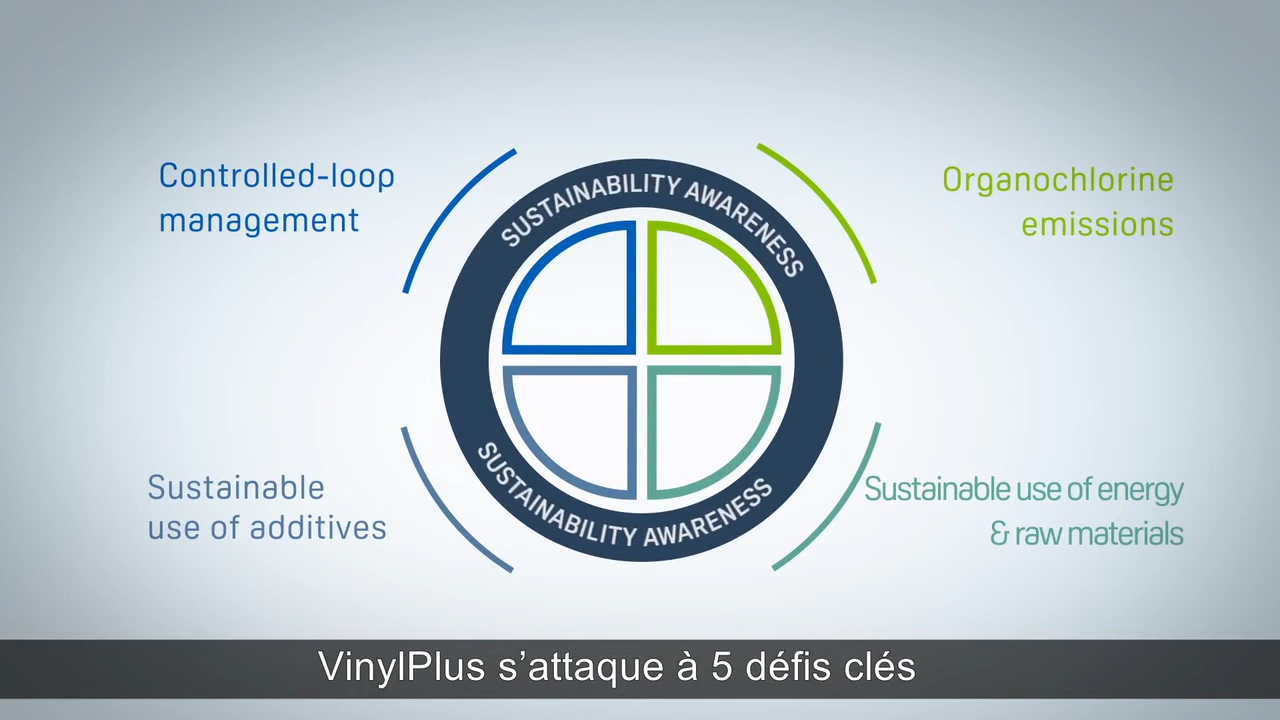 Controlled-loop
management
Organochlorine
emissions
SUSTAINABILITY AWARENESS
SUSTAINABILITY AWARENESS
Sustainable
use of additives
Sustainable use of energy
& raw materials
VinylPlus s’attaque à 5 défis clés